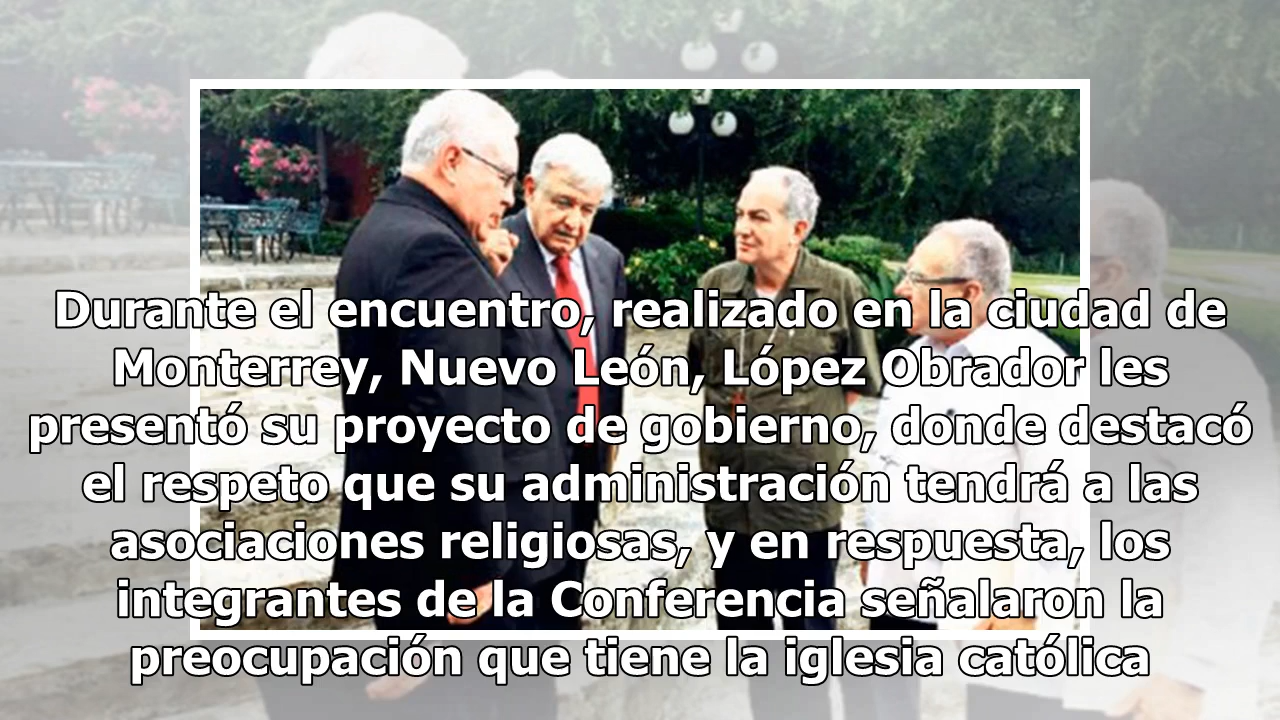 Durante el encuentro, realizado en la ciudad de
Monterrey, Nuevo León, López Obrador les
presentó su proyecto de gobierno, donde destacó
el respeto que su administración tendrá a las
asociaciones religiosas, y en respuesta, los
integrantes de la Conferencia señalaron la
preocupación que tiene la iglesia católica